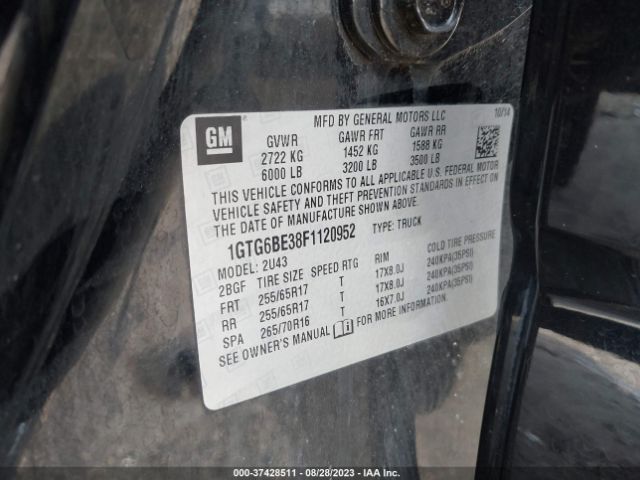 MFD BY GENERAL MOTORS LLC 10/14
GM GVWR GAWR FRT GAWR RR
2722 KG 1452 KG 1588 KG
6000 LB 3200 LB 3500 LB
THIS VEHICLE CONFORMS TO ALL APPLICABLE U.S. FEDERAL MOTOR
VEHICLE SAFETY AND THEFT PREVENTION STANDARDS IN EFFECT ON
THE DATE OF MANUFACTURE SHOWN ABOVE.
1GTG6BE38F1120952 TYPE: TRUCK
MODEL: 2U43
2BGF TIRE SIZE SPEED RTG RIM COLD TIRE PRESSURE
FRT 255/65R17 T 17X8.0J 240KPA(35PSI)
RR 255/65R17 T 17X8.0J 240KPA(35PSI)
SPA 265/70R16 T 16X7.0J 240KPA(35PSI)
SEE OWNER'S MANUAL FOR MORE INFORMATION.
000-37428511 - 08/28/2023 - IAA Inc.